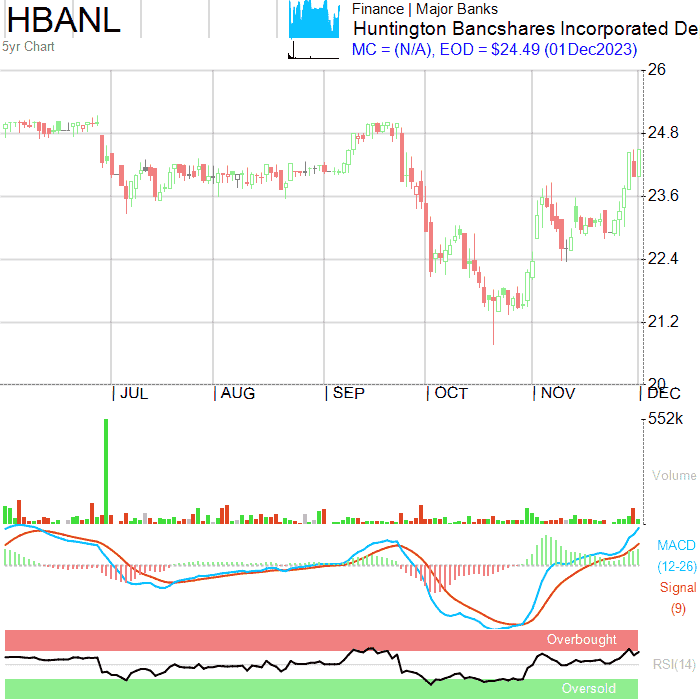 HBANL
5yr Chart
Finance | Major Banks
Huntington Bancshares Incorporated De
MC = (N/A), EOD = $24.49 (01Dec2023)
26
24.8
23.6
22.4
21.2
20
JUL AUG SEP OCT NOV DEC
552k
Volume
MACD
(12-26)
Signal
(9)
Overbought
RSI(14)
Oversold